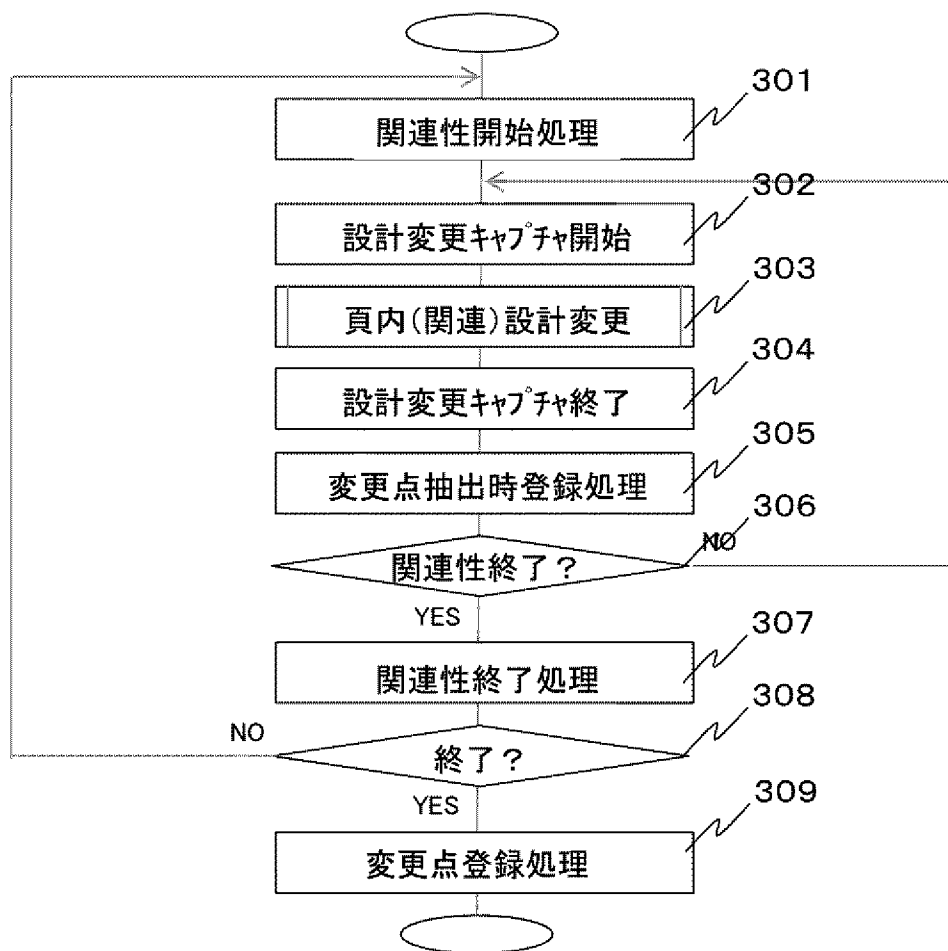 301
関連性開始処理
302
設計変更ｷｬﾌﾟﾁｬ開始
303
頁内(関連)設計変更
304
設計変更ｷｬﾌﾟﾁｬ終了
305
変更点抽出時登録処理
306
関連性終了？
NO
YES
307
関連性終了処理
308
終了？
NO
YES
309
変更点登録処理